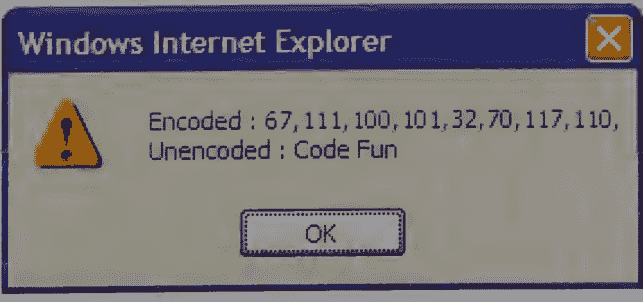 Windows Internet Explorer
Encoded : 67,111,100,101,32,70,117,110,
Unencoded : Code Fun
OK